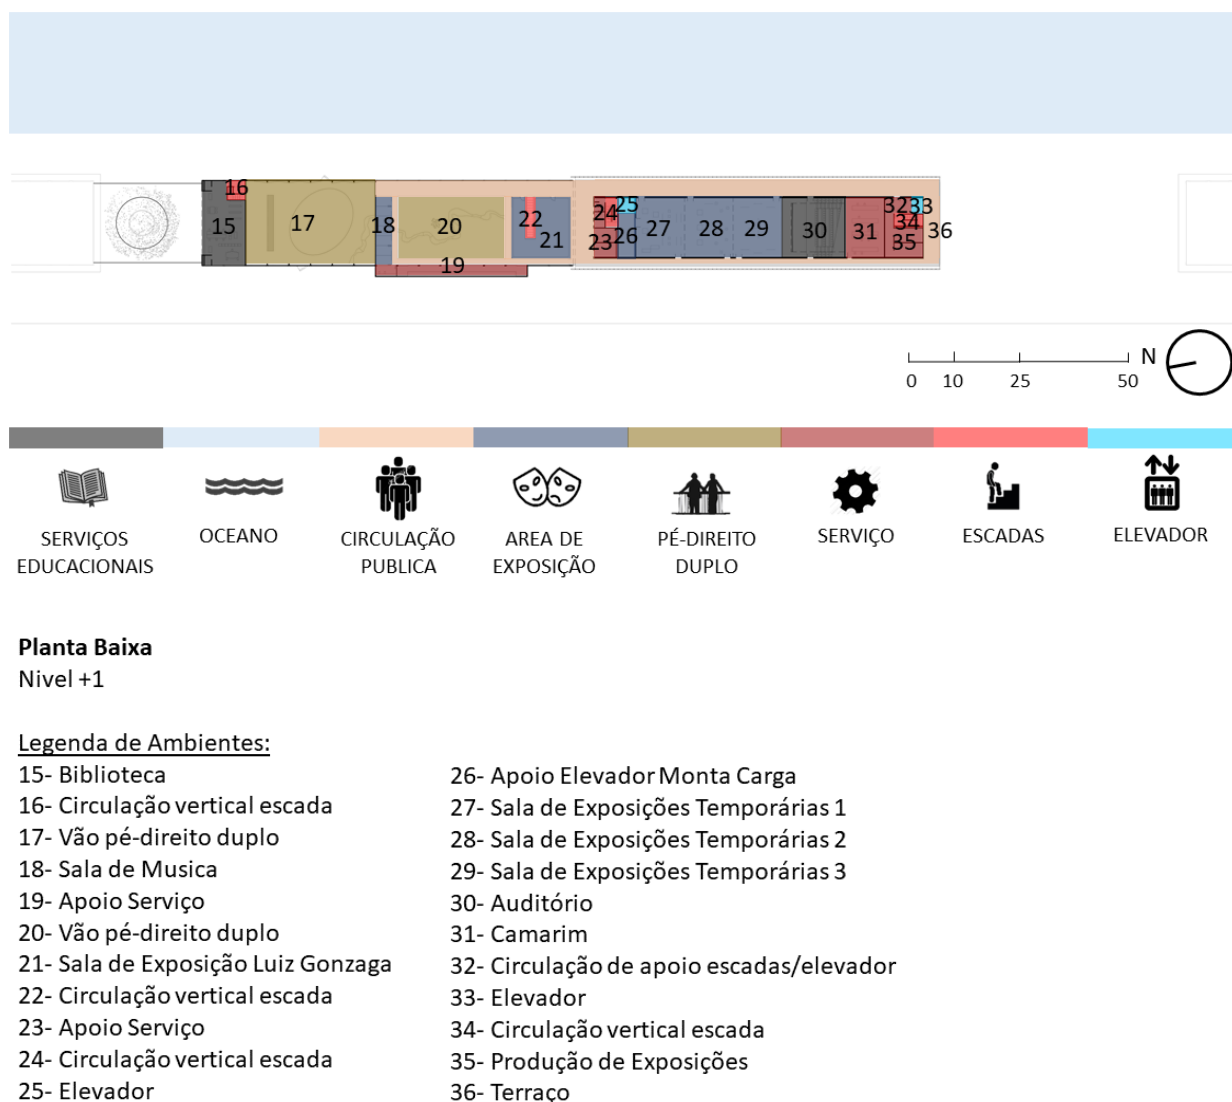 16
15
17
18
20
22
21
19
24
25
23
26
27
28
29
30
31
32
33
34
35
36
N
0 10 25 50
SERVIÇOS
EDUCACIONAIS
OCEANO
CIRCULAÇÃO
PUBLICA
AREA DE
EXPOSIÇÃO
PÉ-DIREITO
DUPLO
SERVIÇO
ESCADAS
ELEVADOR
Planta Baixa
Nivel +1
Legenda de Ambientes:
15- Biblioteca
16- Circulação vertical escada
17- Vão pé-direito duplo
18- Sala de Musica
19- Apoio Serviço
20- Vão pé-direito duplo
21- Sala de Exposição Luiz Gonzaga
22- Circulação vertical escada
23- Apoio Serviço
24- Circulação vertical escada
25- Elevador
26- Apoio Elevador Monta Carga
27- Sala de Exposições Temporárias 1
28- Sala de Exposições Temporárias 2
29- Sala de Exposições Temporárias 3
30- Auditório
31- Camarim
32- Circulação de apoio escadas/elevador
33- Elevador
34- Circulação vertical escada
35- Produção de Exposições
36- Terraço